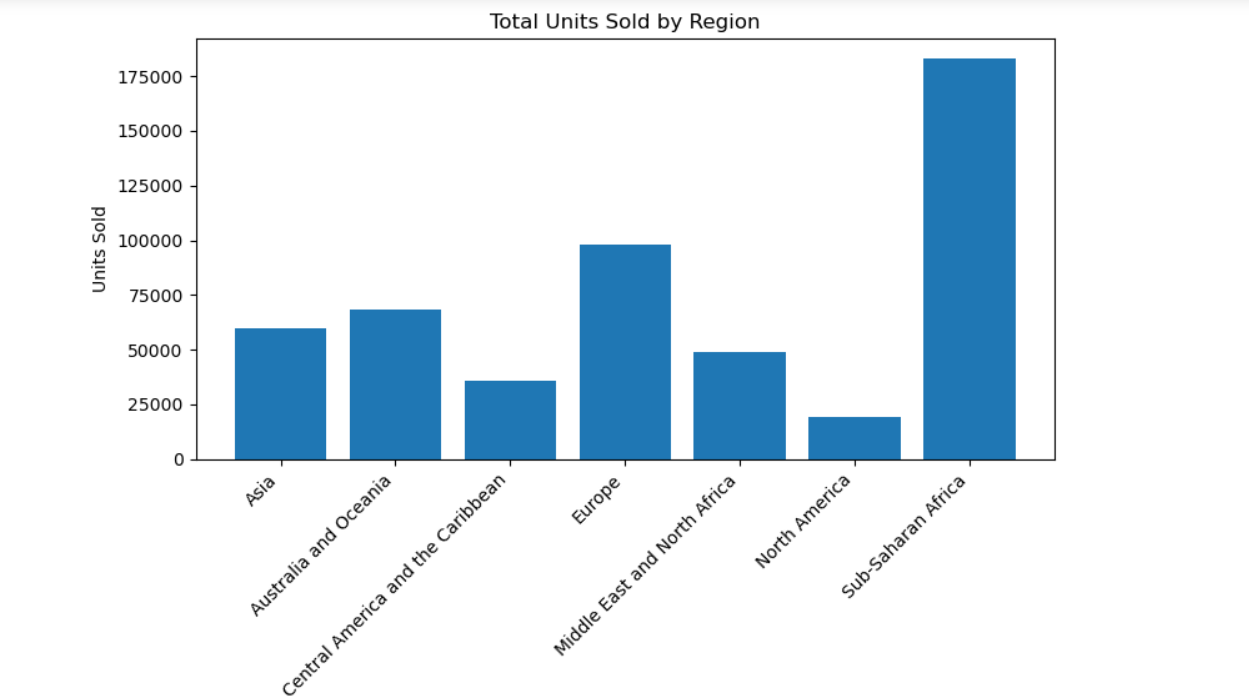 Total Units Sold by Region
Units Sold
175000
150000
125000
100000
75000
50000
25000
0
Asia
Australia and Oceania
Central America and the Caribbean
Europe
Middle East and North Africa
North America
Sub-Saharan Africa